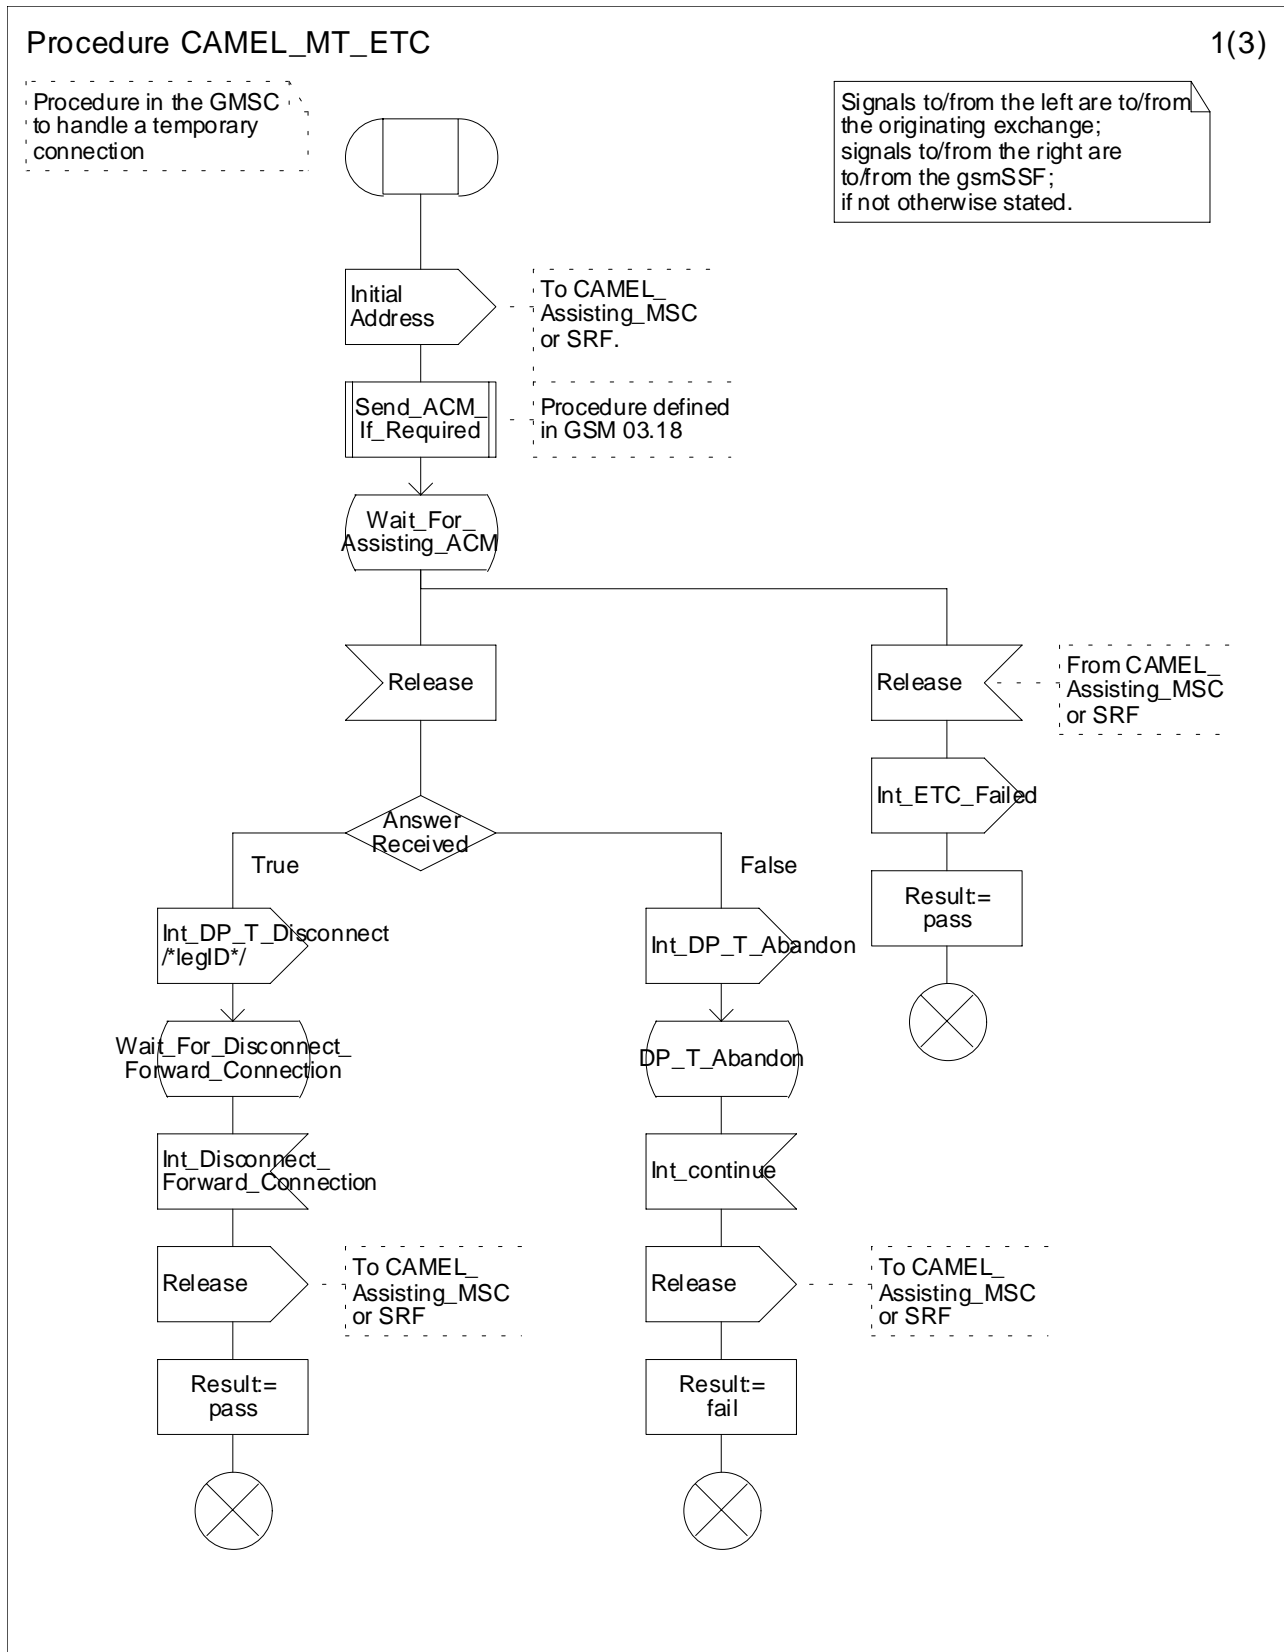 Procedure CAMEL_MT_ETC
1(3)
Procedure in the GMSC
to handle a temporary
connection
Signals to/from the left are to/from
the originating exchange;
signals to/from the right are
to/from the gsmSSF;
if not otherwise stated.
Initial
Address
To CAMEL_
Assisting_MSC
or SRF.
Send_ACM_
If_Required
Procedure defined
in GSM 03.18
Wait_For_
Assisting_ACM
Release
Release
From CAMEL_
Assisting_MSC
or SRF
Int_ETC_Failed
Answer
Received
True
False
Result:=
pass
Int_DP_T_Disconnect
/*legID*/
Int_DP_T_Abandon
Wait_For_Disconnect_
Forward_Connection
DP_T_Abandon
Int_Disconnect_
Forward_Connection
Int_continue
Release
To CAMEL_
Assisting_MSC
or SRF
Release
To CAMEL_
Assisting_MSC
or SRF
Result:=
pass
Result:=
fail